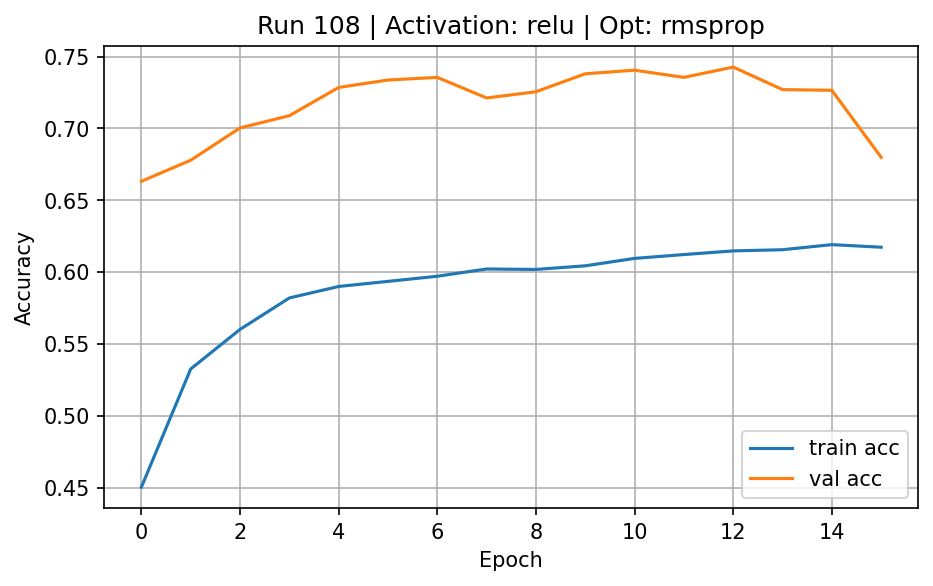 Run 108 | Activation: relu | Opt: rmsprop
0.75
0.70
0.65
0.60
0.55
0.50
0.45
Accuracy
train acc
val acc
0 2 4 6 8 10 12 14
Epoch